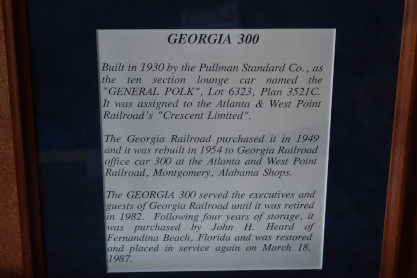 GEORGIA 300
Built in 1930 by the Pullman Standard Co., as
the ten section lounge car named the
"GENERAL POLK", Lot 6323, Plan 3521C.
It was assigned to the Atlanta & West Point
Railroad's "Crescent Limited".
The Georgia Railroad purchased it in 1949
and it was rebuilt in 1954 to Georgia Railroad
office car 300 at the Atlanta and West Point
Railroad, Montgomery, Alabama Shops.
The GEORGIA 300 served the executives and
guests of Georgia Railroad until it was retired
in 1982. Following four years of storage, it
was purchased by John H. Heard of
Fernandina Beach, Florida and was restored
and placed in service again on March 18,
1987.